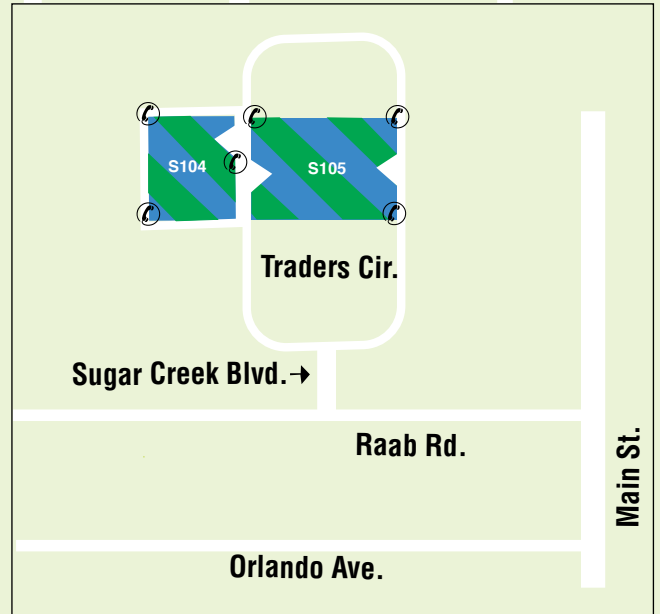 S104
S105
Traders Cir.
Sugar Creek Blvd.
Raab Rd.
Main St.
Orlando Ave.